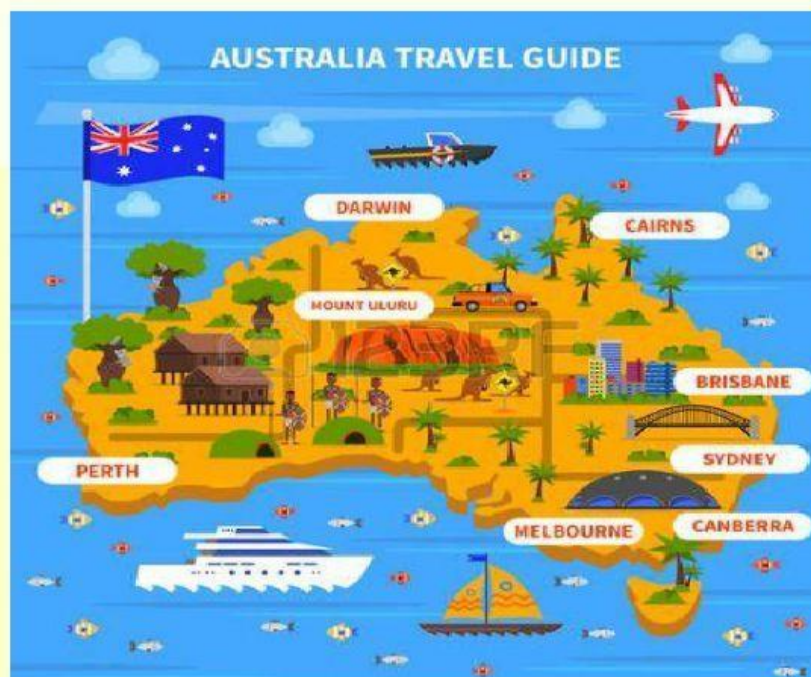 AUSTRALIA TRAVEL GUIDE
DARWIN
CAIRNS
MOUNT ULURU
BRISBANE
PERTH
SYDNEY
MELBOURNE
CANBERRA